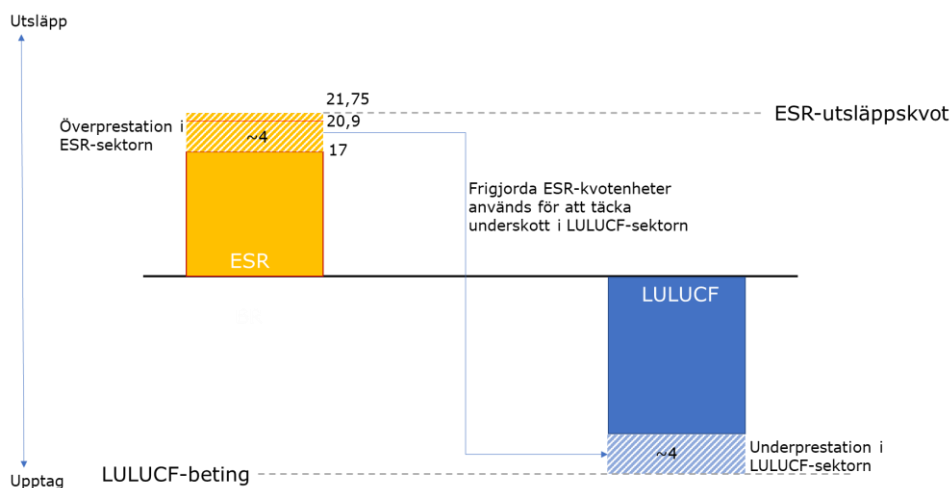 Utsläpp
21,75
ESR-utsläppskvot
Överprestation i
ESR-sektorn
~4
20,9
17
Frigjorda ESR-kvotenheter
används för att täcka
underskott i LULUCF-sektorn
ESR
LULUCF
~4
Underprestation i
LULUCF-sektorn
LULUCF-beting
Upptag